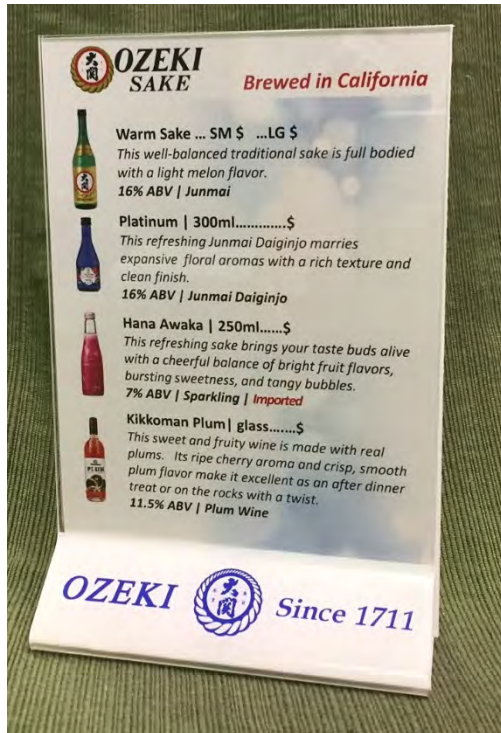 大関
OZEKI
SAKE
Brewed in California
Warm Sake ... SM $ ...LG $
This well-balanced traditional sake is full bodied
with a light melon flavor.
16% ABV | Junmai
Platinum | 300ml.............$
This refreshing Junmai Daiginjo marries
expansive floral aromas with a rich texture and
clean finish.
16% ABV | Junmai Daiginjo
Hana Awaka | 250ml......$
This refreshing sake brings your taste buds alive
with a cheerful balance of bright fruit flavors,
bursting sweetness, and tangy bubbles.
7% ABV | Sparkling | Imported
Kikkoman Plum| glass.......$
This sweet and fruity wine is made with real
plums. Its ripe cherry aroma and crisp, smooth
plum flavor make it excellent as an after dinner
treat or on the rocks with a twist.
11.5% ABV | Plum Wine
PLUM
OZEKI 大関 Since 1711